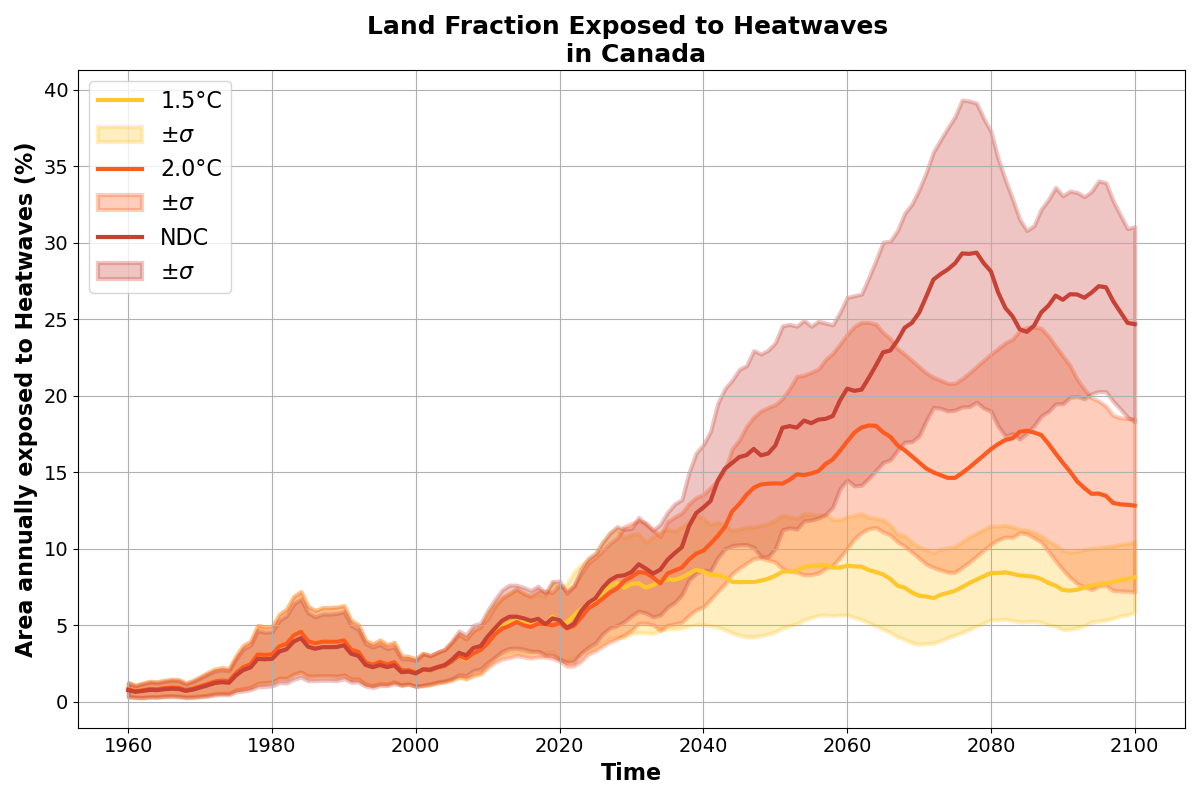 Land Fraction Exposed to Heatwaves
in Canada
Area annually exposed to Heatwaves (%)
40
35
30
25
20
15
10
5
0
1.5°C
±σ
2.0°C
±σ
NDC
±σ
1960
1980
2000
2020
2040
2060
2080
2100
Time